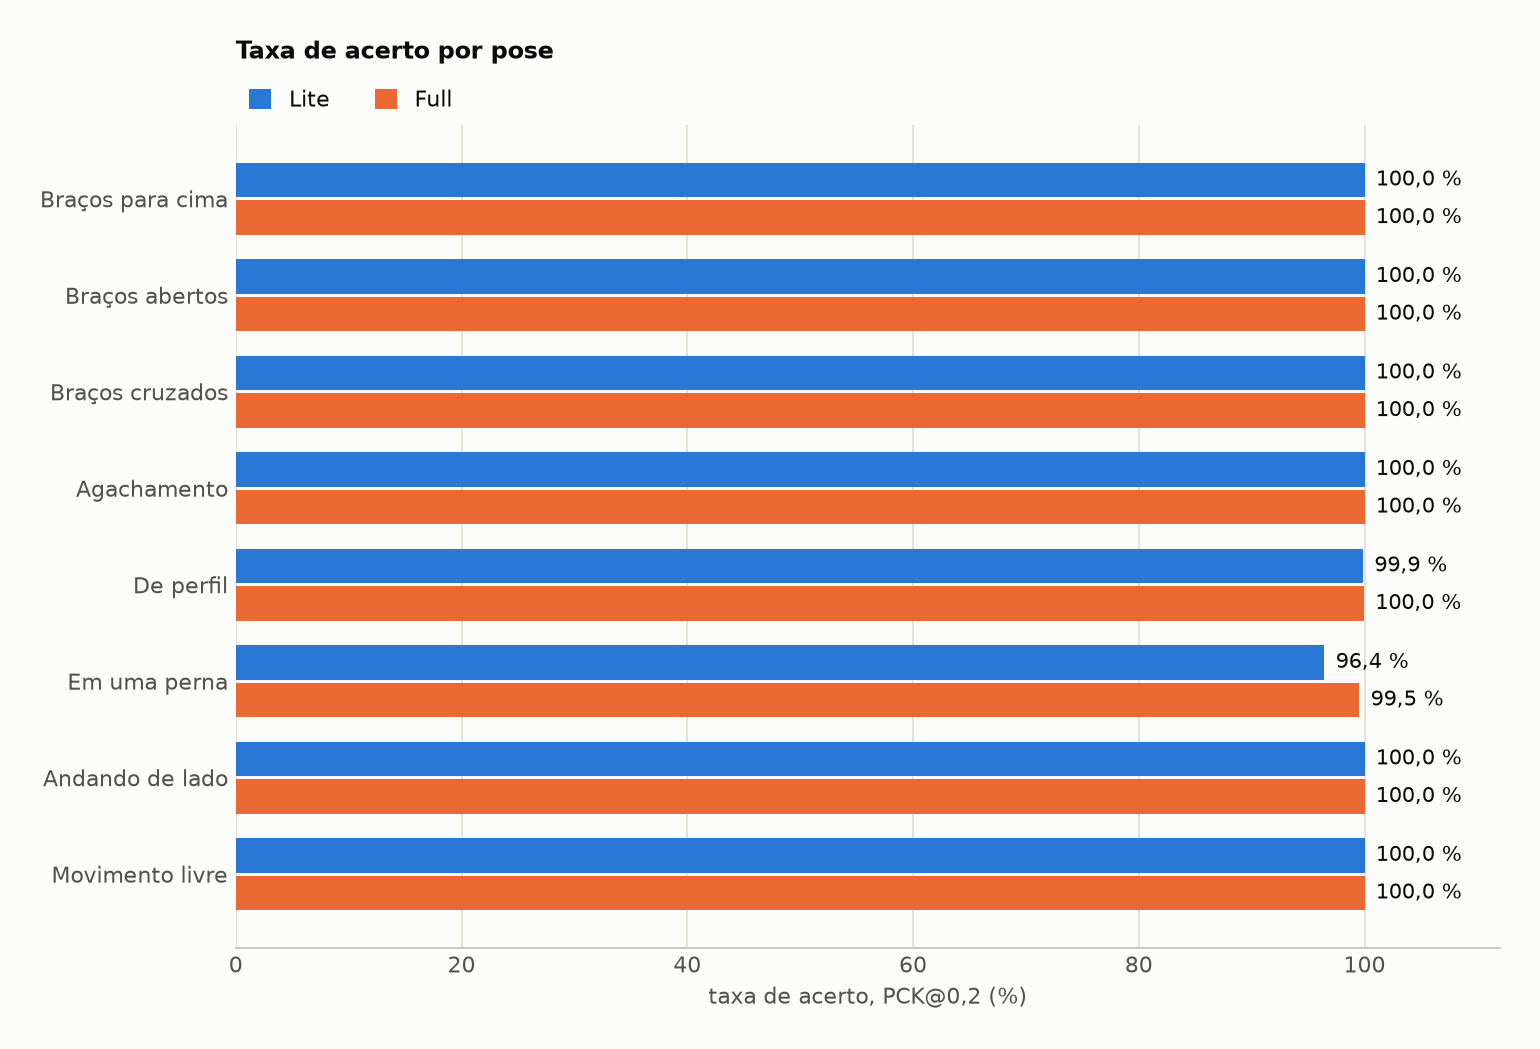 Taxa de acerto por pose
Lite Full
Braços para cima 100,0 % 100,0 %
Braços abertos 100,0 % 100,0 %
Braços cruzados 100,0 % 100,0 %
Agachamento 100,0 % 100,0 %
De perfil 99,9 % 100,0 %
Em uma perna 96,4 % 99,5 %
Andando de lado 100,0 % 100,0 %
Movimento livre 100,0 % 100,0 %
0 20 40 60 80 100
taxa de acerto, PCK@0,2 (%)